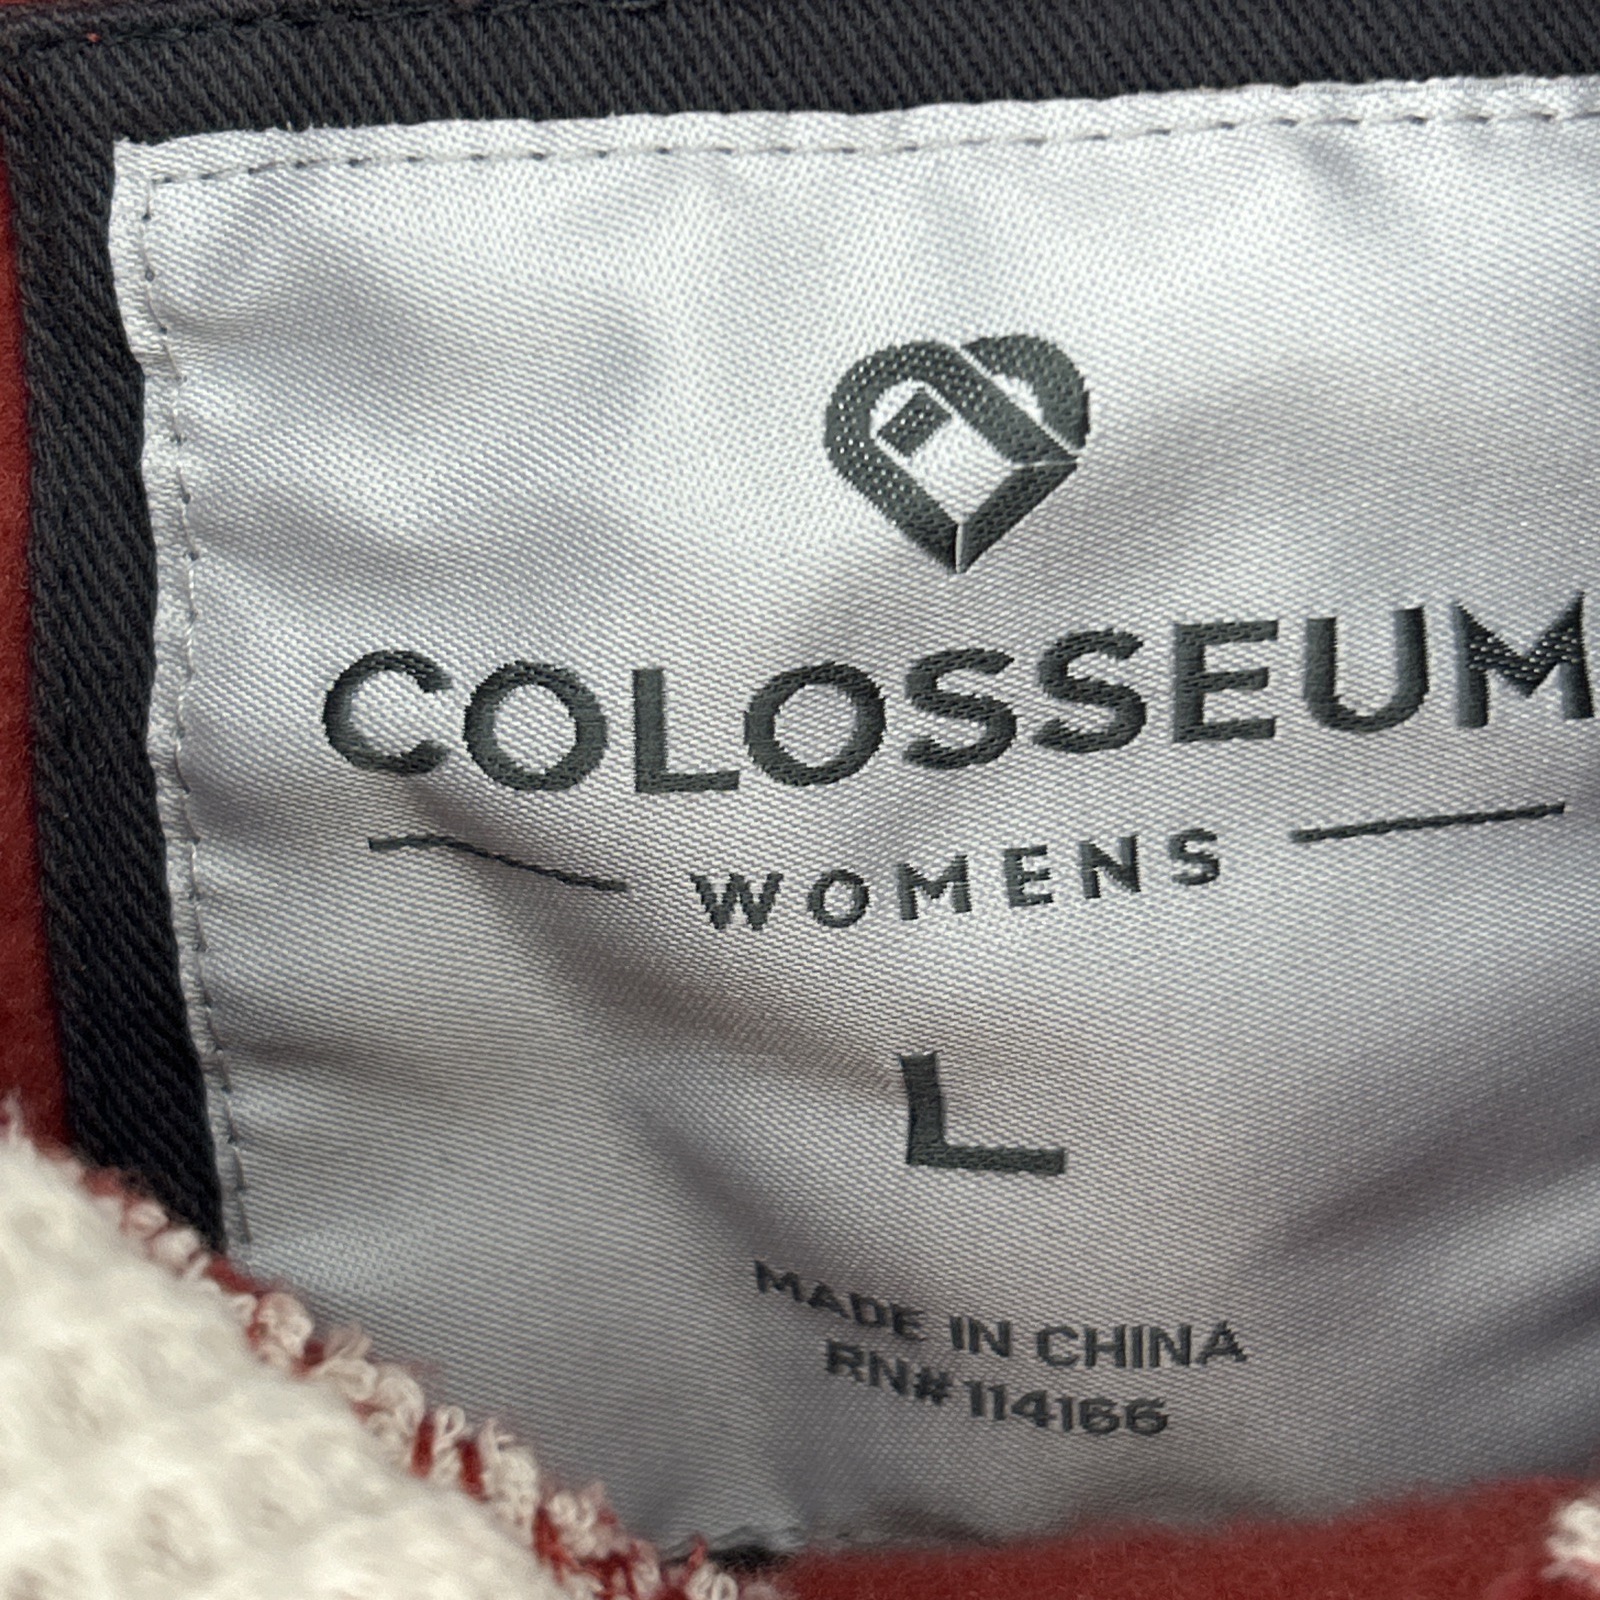 COLOSSEUM
WOMENS
L
MADE IN CHINA
RN#114166